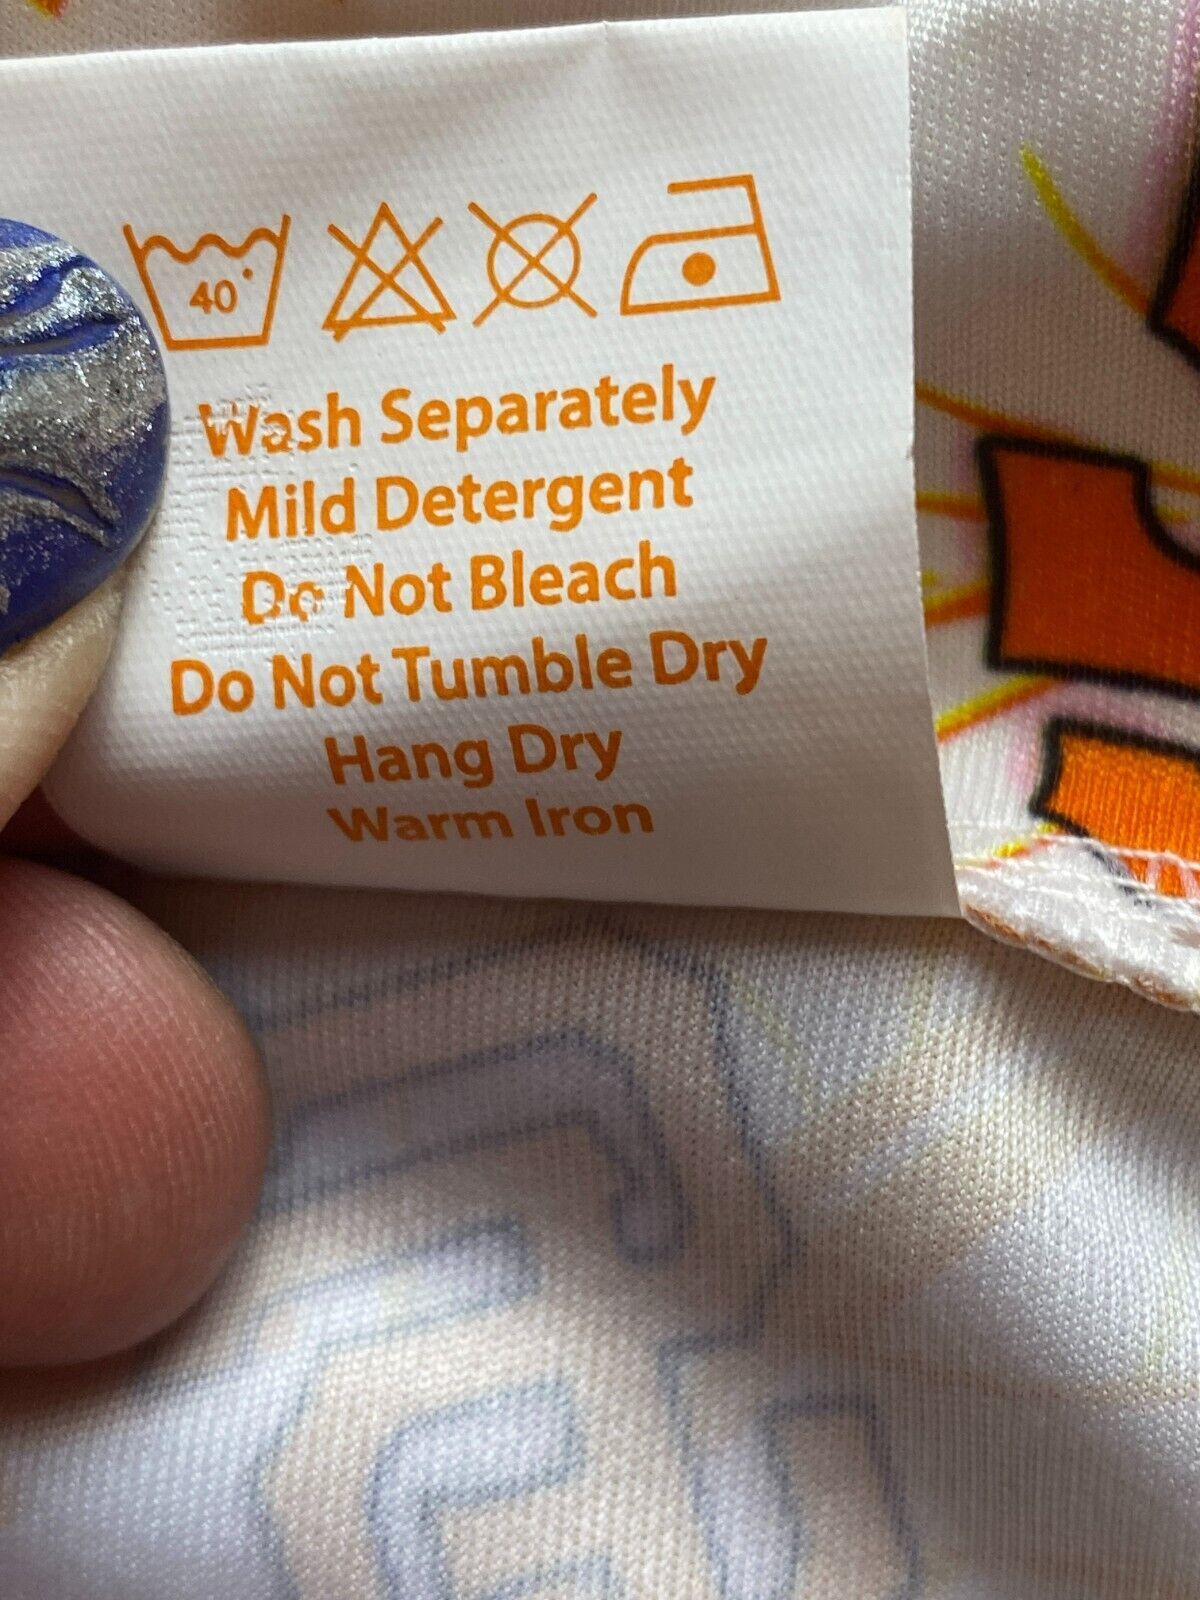 40°
Wash Separately
Mild Detergent
Do Not Bleach
Do Not Tumble Dry
Hang Dry
Warm Iron